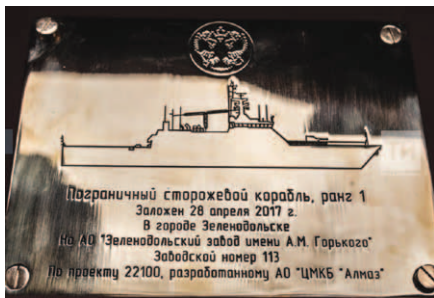 Пограничный сторожевой корабль, ранг 1
Заложен 28 апреля 2017 г.
В городе Зеленодольске
На АО "Зеленодольский завод имени А.М. Горького"
Заводской номер 113
По проекту 22100, разработанному АО "ЦМКБ "Алмаз"